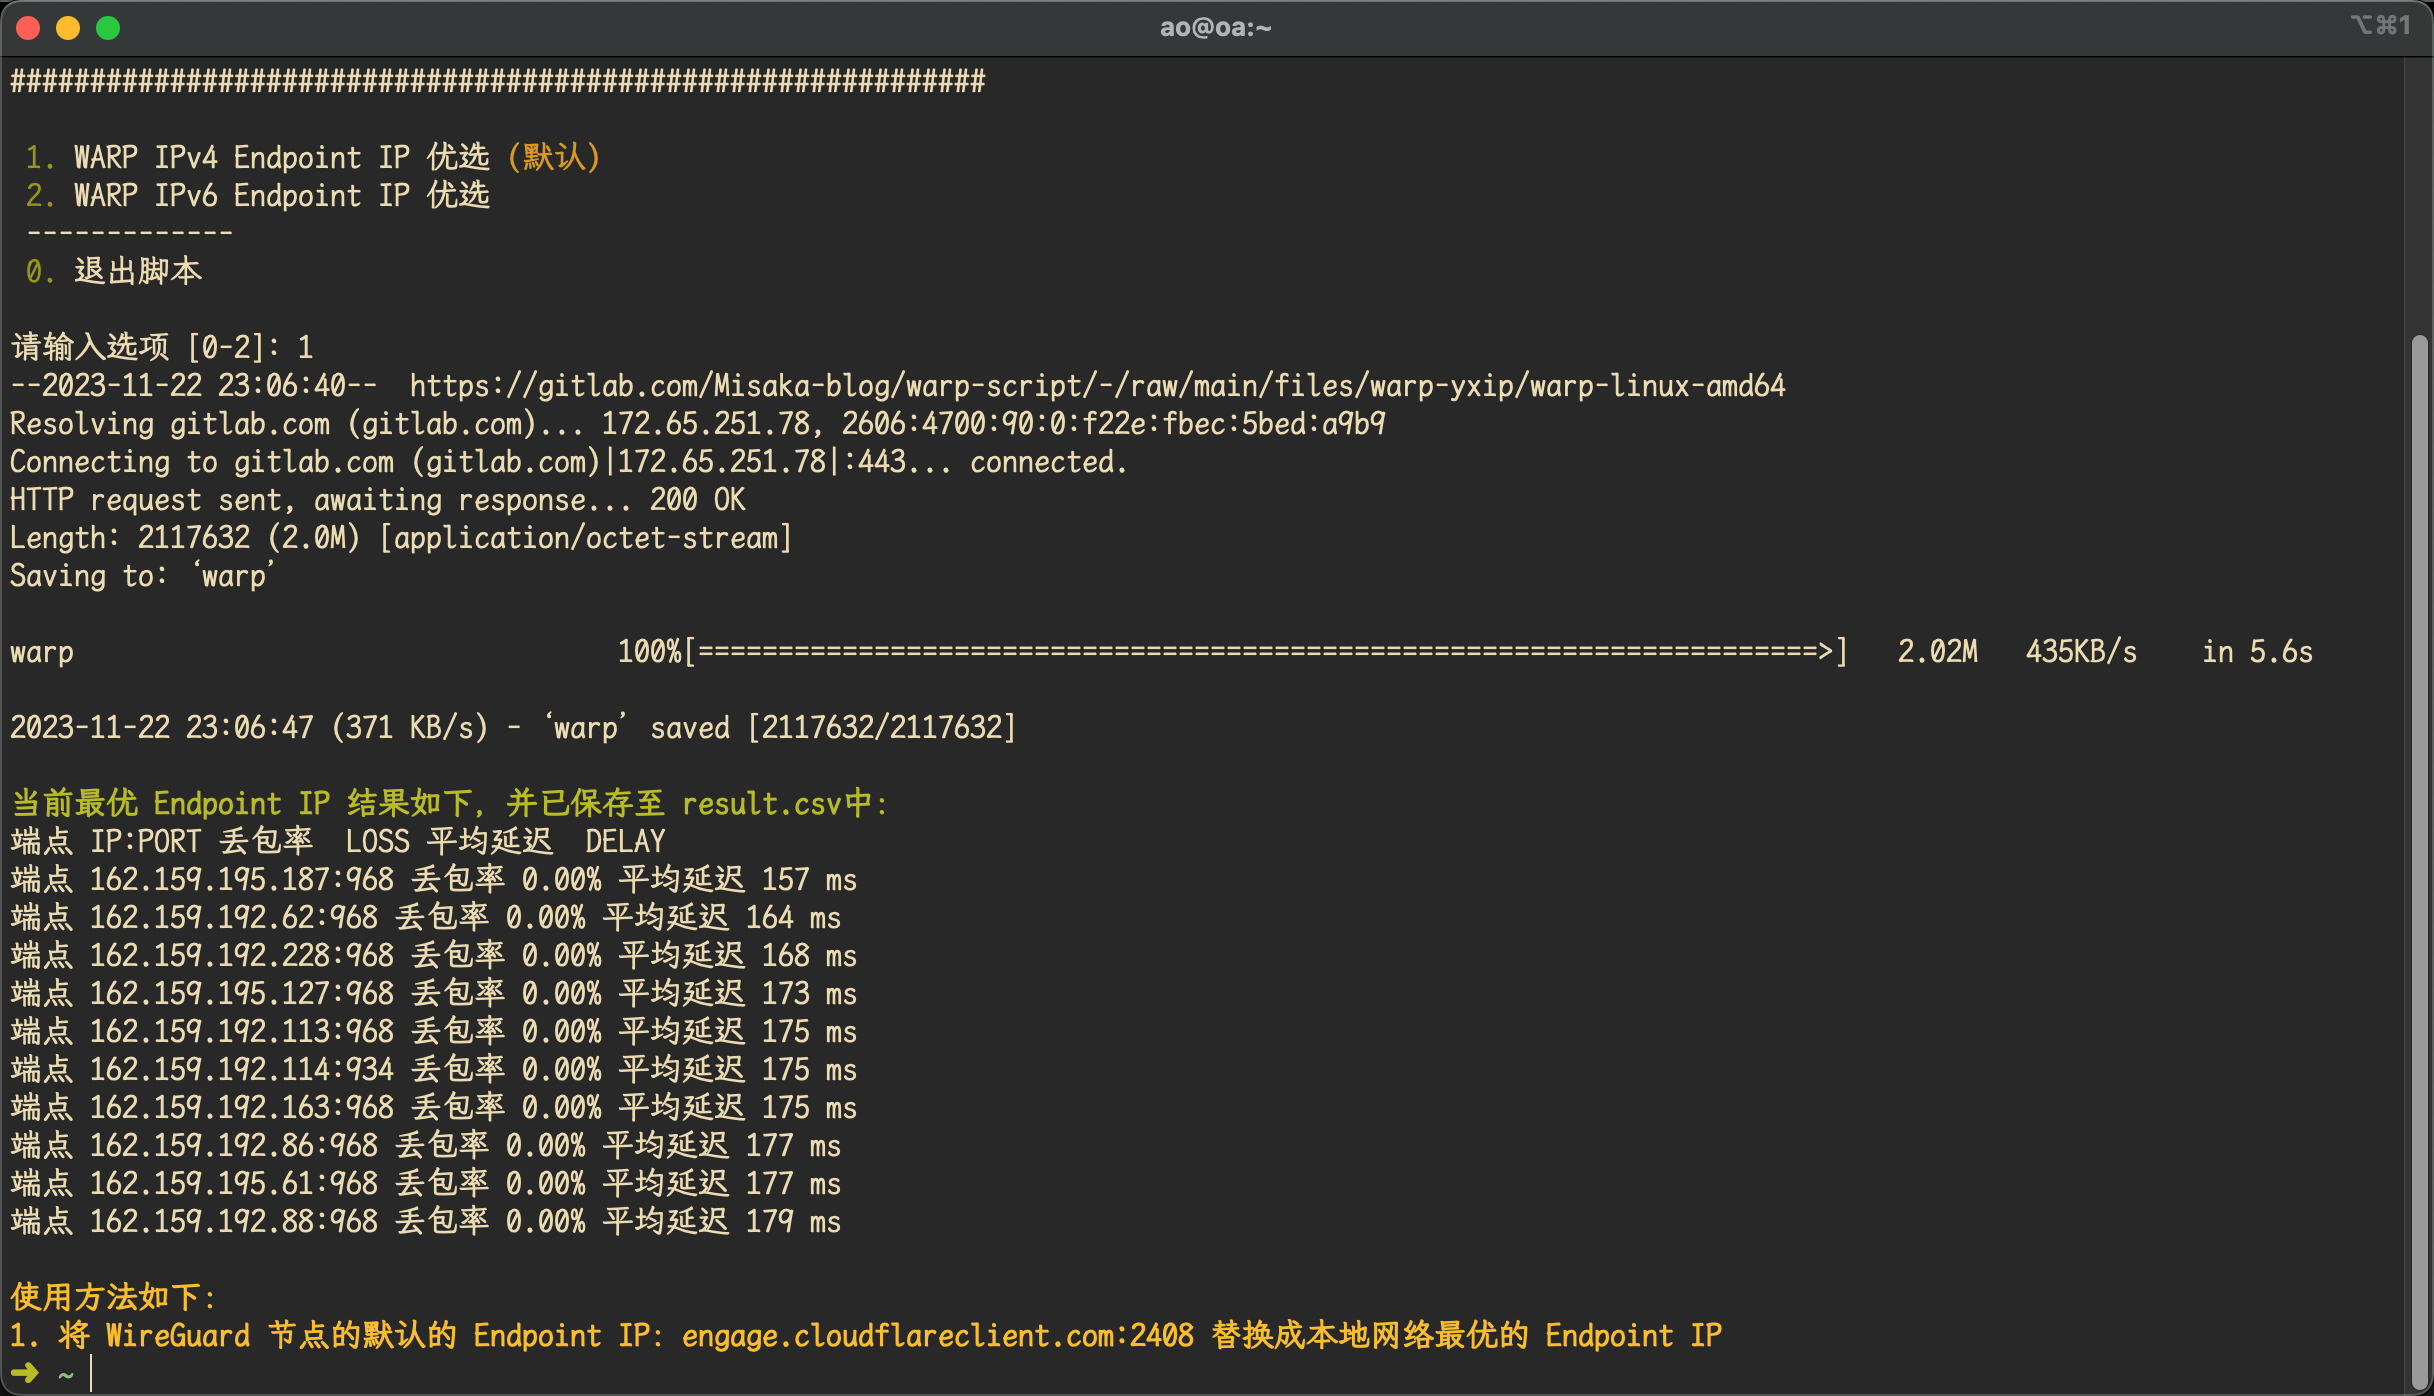 ao@oa:~
⌥⌘1
#############################################################
1. WARP IPv4 Endpoint IP 优选 (默认)
2. WARP IPv6 Endpoint IP 优选
-------------
0. 退出脚本
请输入选项 [0-2]: 1
--2023-11-22 23:06:40--  https://gitlab.com/Misaka-blog/warp-script/-/raw/main/files/warp-yxip/warp-linux-amd64
Resolving gitlab.com (gitlab.com)... 172.65.251.78, 2606:4700:90:0:f22e:fbec:5bed:a9b9
Connecting to gitlab.com (gitlab.com)|172.65.251.78|:443... connected.
HTTP request sent, awaiting response... 200 OK
Length: 2117632 (2.0M) [application/octet-stream]
Saving to: ‘warp’
warp 100%[======================================================================>] 2.02M 435KB/s in 5.6s
2023-11-22 23:06:47 (371 KB/s) - ‘warp’ saved [2117632/2117632]
当前最优 Endpoint IP 结果如下, 并已保存至 result.csv中:
端点 IP:PORT 丢包率  LOSS 平均延迟  DELAY
端点 162.159.195.187:968 丢包率 0.00% 平均延迟 157 ms
端点 162.159.192.62:968 丢包率 0.00% 平均延迟 164 ms
端点 162.159.192.228:968 丢包率 0.00% 平均延迟 168 ms
端点 162.159.195.127:968 丢包率 0.00% 平均延迟 173 ms
端点 162.159.192.113:968 丢包率 0.00% 平均延迟 175 ms
端点 162.159.192.114:934 丢包率 0.00% 平均延迟 175 ms
端点 162.159.192.163:968 丢包率 0.00% 平均延迟 175 ms
端点 162.159.192.86:968 丢包率 0.00% 平均延迟 177 ms
端点 162.159.195.61:968 丢包率 0.00% 平均延迟 177 ms
端点 162.159.192.88:968 丢包率 0.00% 平均延迟 179 ms
使用方法如下:
1. 将 WireGuard 节点的默认的 Endpoint IP: engage.cloudflareclient.com:2408 替换成本地网络最优的 Endpoint IP
➜ ~